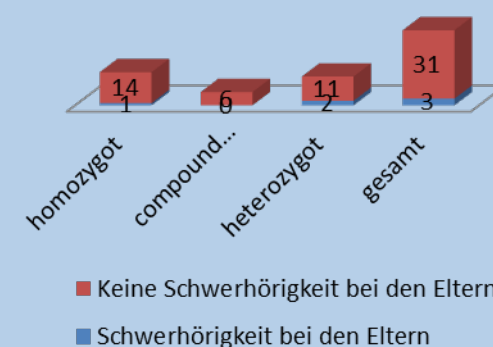 14
1
6
0
11
2
31
3
homozygot
compound...
heterozygot
gesamt
Keine Schwerhörigkeit bei den Eltern
Schwerhörigkeit bei den Eltern